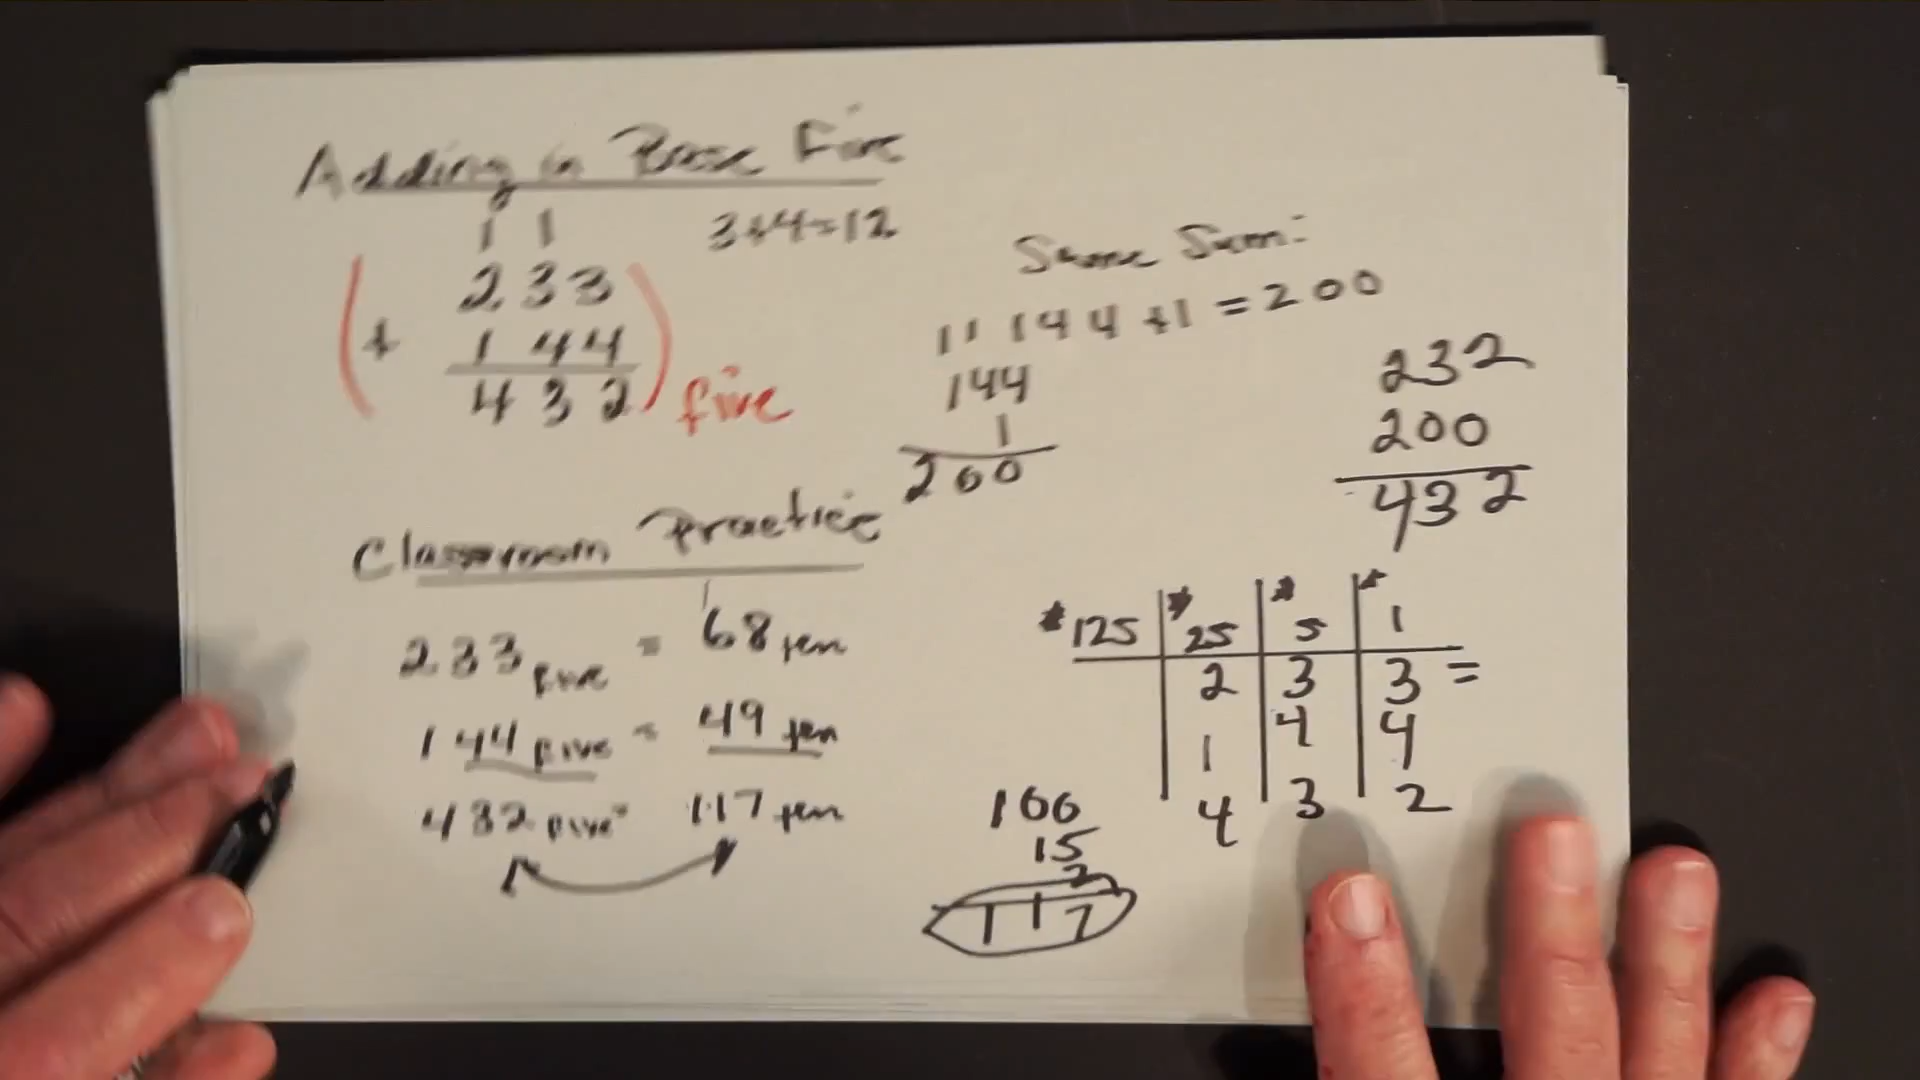 Adding in Base Five
1 1
3+4=12
233
+ 144
432 five
Same Sum:
144+1=200
11
144
1
200
232
200
432
Classroom Practice
233 five = 68 ten
144 five = 49 ten
432 five = 117 ten
125 25 5 1
2 3 3 =
1 4 4
4 3 2
100
15
2
117